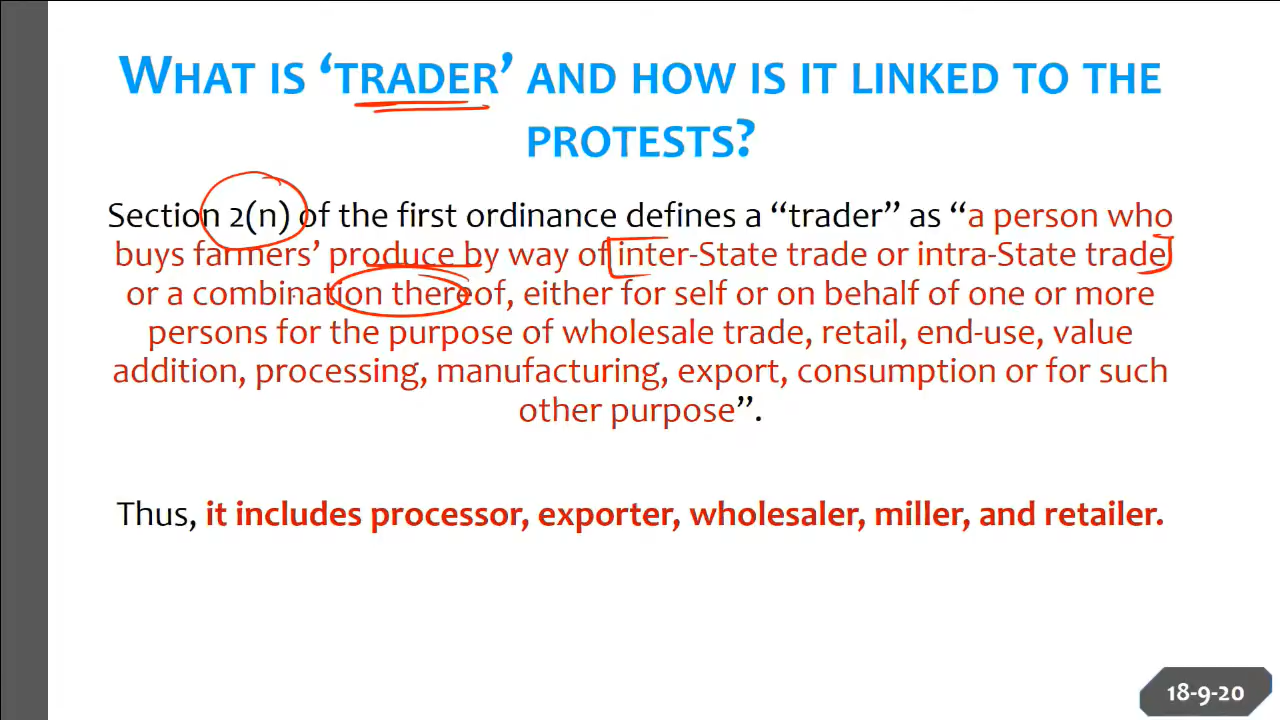 WHAT IS ‘TRADER’ AND HOW IS IT LINKED TO THE
PROTESTS?
Section 2(n) of the first ordinance defines a “trader” as “a person who
buys farmers’ produce by way of inter-State trade or intra-State trade
or a combination thereof, either for self or on behalf of one or more
persons for the purpose of wholesale trade, retail, end-use, value
addition, processing, manufacturing, export, consumption or for such
other purpose”.
Thus, it includes processor, exporter, wholesaler, miller, and retailer.
18-9-20